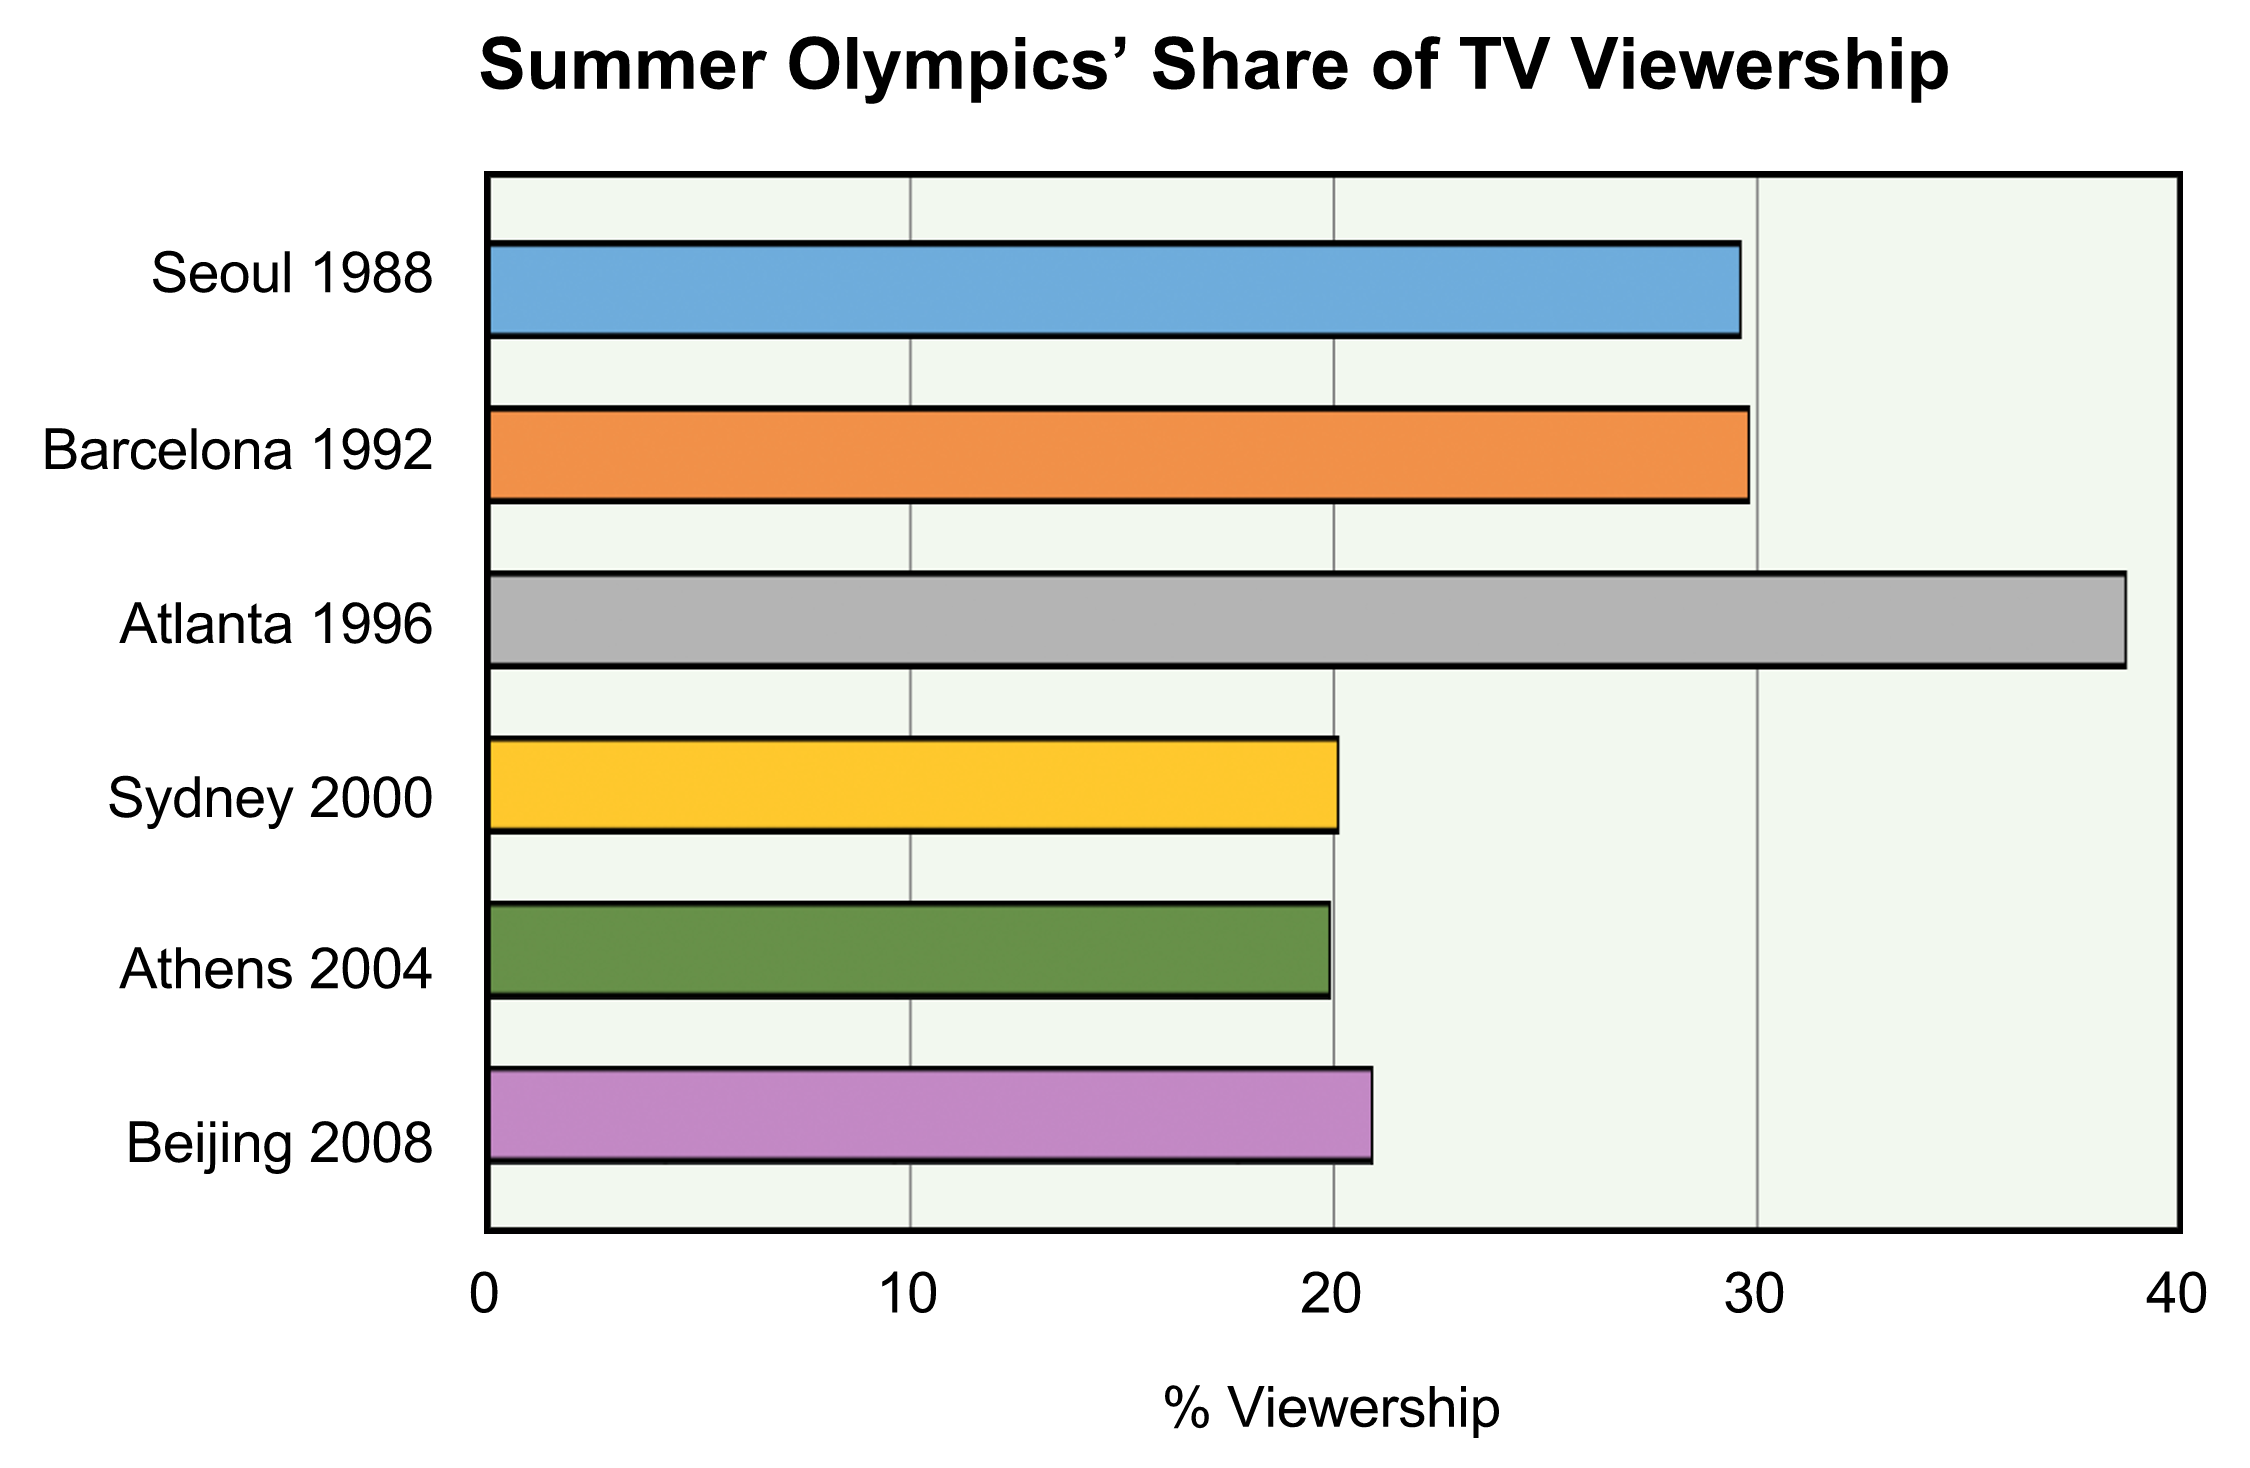 Summer Olympics’ Share of TV Viewership
Seoul 1988
Barcelona 1992
Atlanta 1996
Sydney 2000
Athens 2004
Beijing 2008
0 10 20 30 40
% Viewership